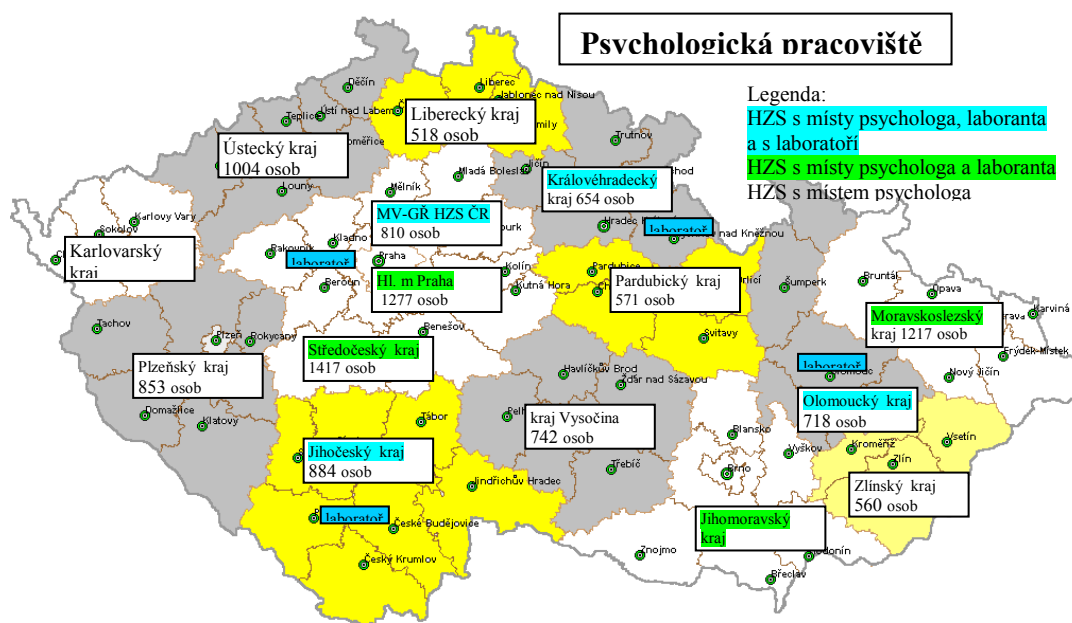 Psychologická pracoviště
Legenda:
HZS s místy psychologa, laboranta
a s laboratoří
HZS s místy psychologa a laboranta
HZS s místem psychologa
Děčín
Liberec
Jablonec nad Nisou
Ústí nad Labem
Teplice
Liberecký kraj
518 osob
Trutnov
Ústecký kraj
1004 osob
Louny
Jičín
Mladá Boleslav
Mělník
Královéhradecký
kraj 654 osob
Karlovy Vary
Sokolov
MV-GŘ HZS ČR
810 osob
Hradec
laboratoř
nad Kněžnou
Karlovarský
kraj
Kladno
Rakovník
laboratoř
Praha
Kolín
Pardubice
Pardubický kraj
571 osob
Šumperk
Bruntál
Opava
Beroun
Hl. m Praha
1277 osob
Kutná Hora
Moravskoslezský
kraj 1217 osob
Karviná
Tachov
Plzeň
Rokycany
Benešov
Svitavy
Středočeský kraj
1417 osob
Frýdek Místek
Plzeňský kraj
853 osob
Havlíčkův Brod
Žďár nad Sázavou
laboratoř
Nový Jičín
Olomoucký kraj
718 osob
Domažlice
Klatovy
Tábor
kraj Vysočina
742 osob
Blansko
Vyškov
Kroměříž
Vsetín
Jihočeský kraj
884 osob
Třebíč
Brno
Zlín
Zlínský kraj
560 osob
Jindřichův Hradec
laboratoř
České Budějovice
Jihomoravský
kraj
Znojmo
Český Krumlov
Břeclav